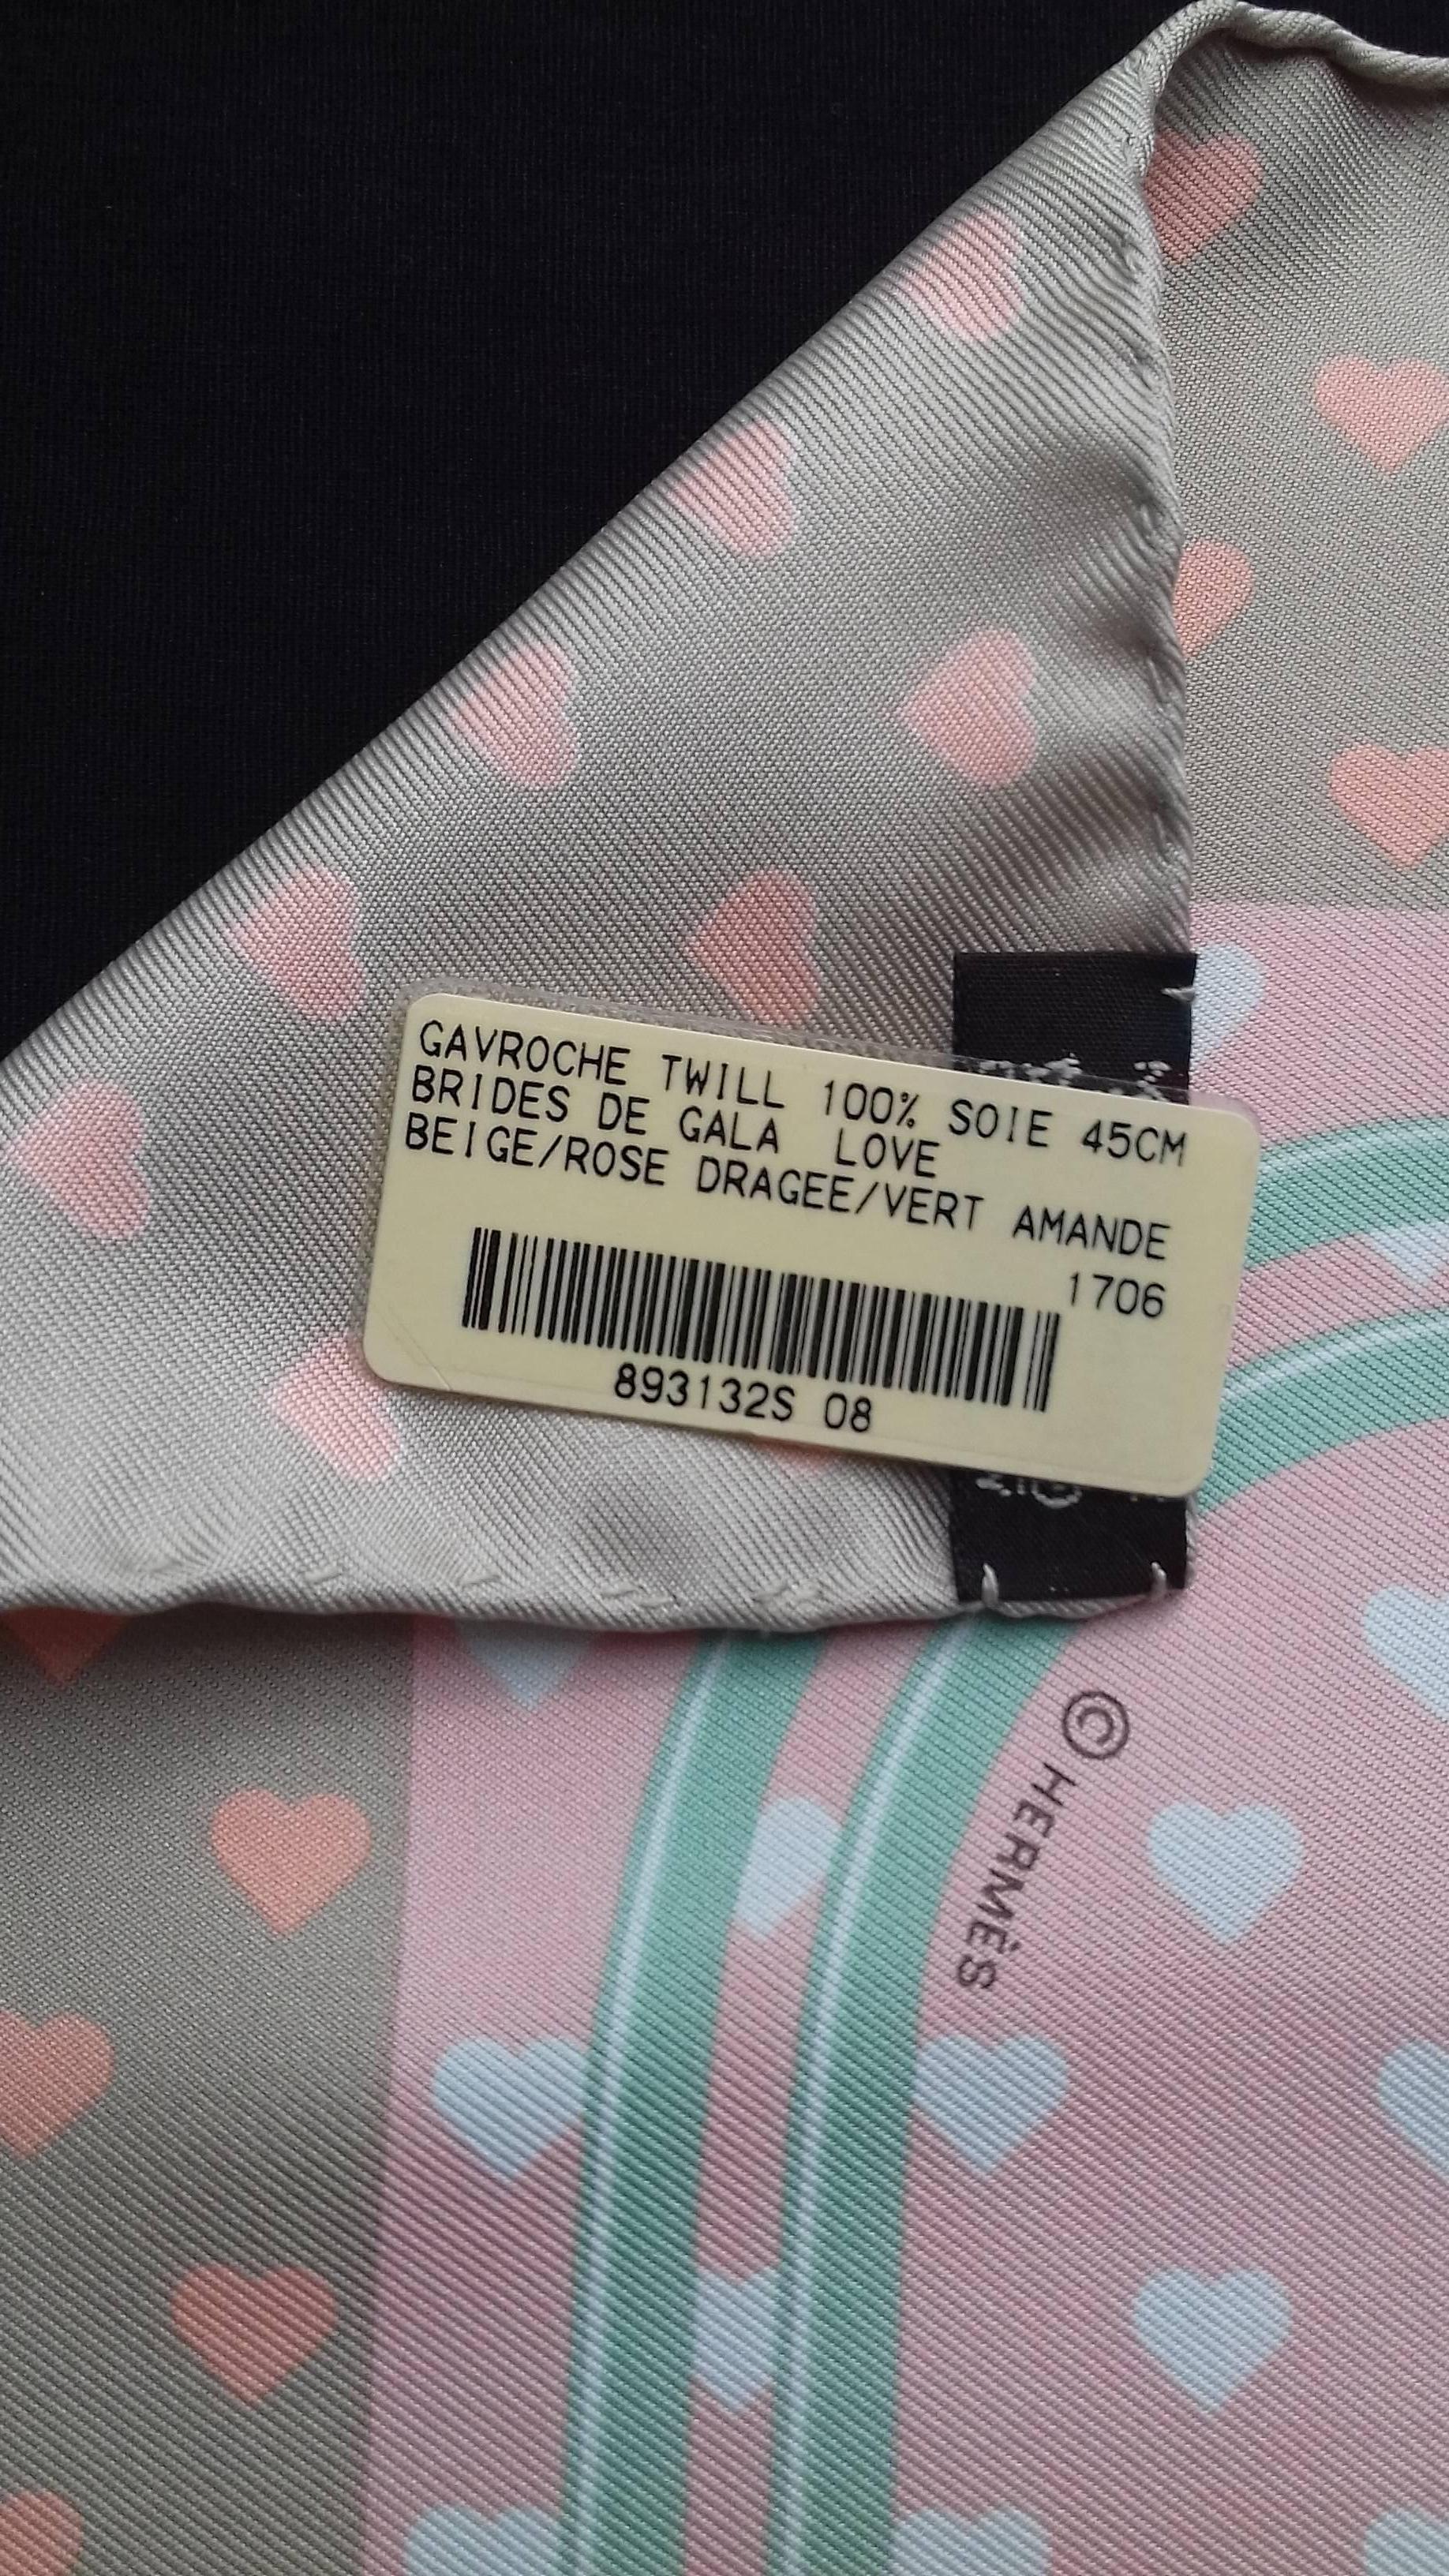 GAVROCHE TWILL 100% SOIE 45CM
BRIDES DE GALA LOVE
BEIGE/ROSE DRAGEE/VERT AMANDE
1706
893132S 08
© HERMÈS